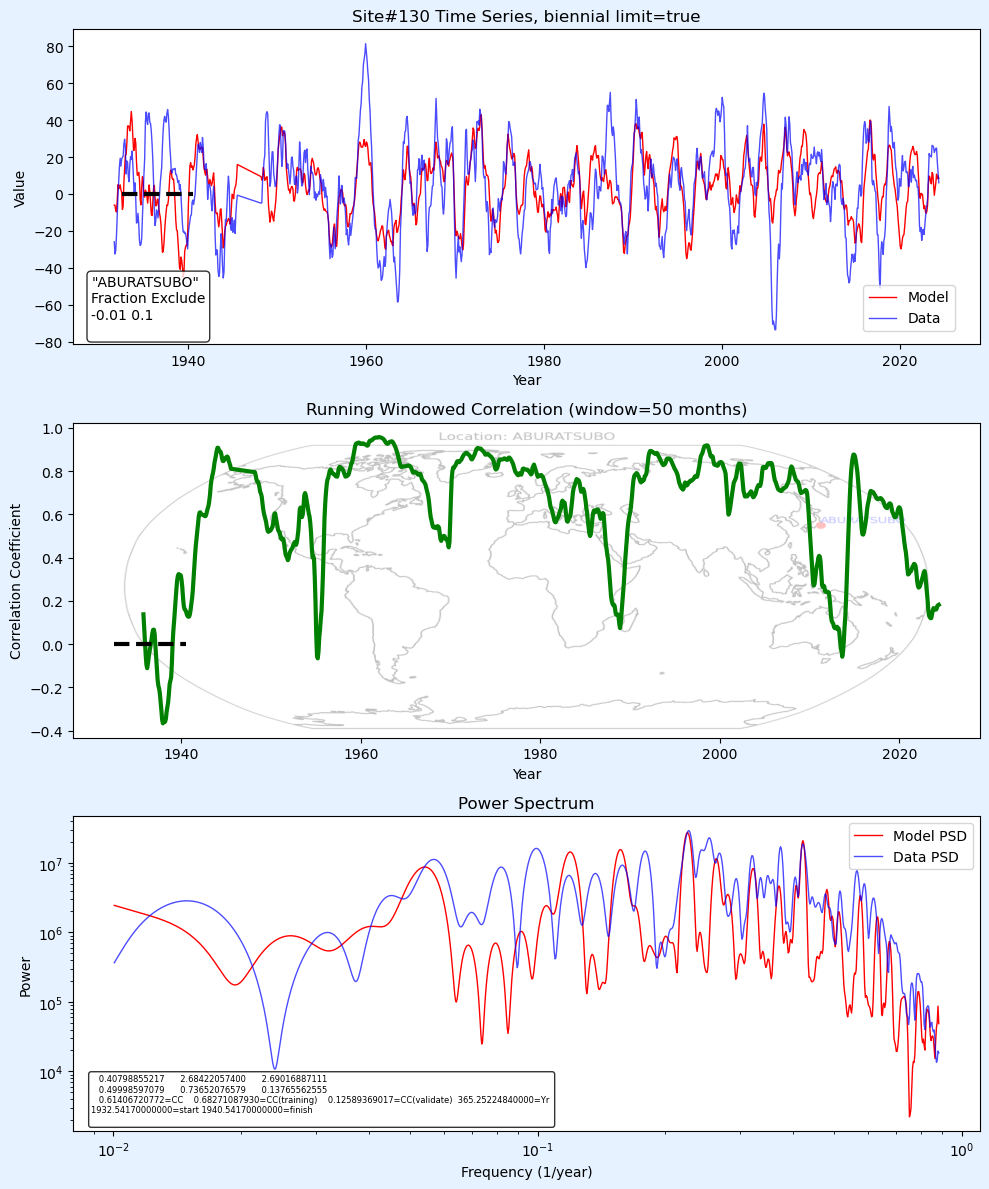 Site#130 Time Series, biennial limit=true
80
60
40
20
0
−20
−40
−60
−80
Value
"ABURATSUBO"
Fraction Exclude
-0.01 0.1
Model
Data
1940
1960
1980
2000
2020
Year
Running Windowed Correlation (window=50 months)
Location: ABURATSUBO
ABURATSUBO
1.0
0.8
0.6
0.4
0.2
0.0
−0.2
−0.4
Correlation Coefficient
1940
1960
1980
2000
2020
Year
Power Spectrum
Model PSD
Data PSD
10^7
10^6
10^5
10^4
Power
0.40798855217 2.68422057400 2.69016887111
0.49998597079 0.73652076579 0.13765562555
0.61406720772=CC 0.68271087930=CC(training) 0.12589369017=CC(validate) 365.25224840000=Yr
1932.54170000000=start 1940.54170000000=finish
10^−2
10^−1
10^0
Frequency (1/year)